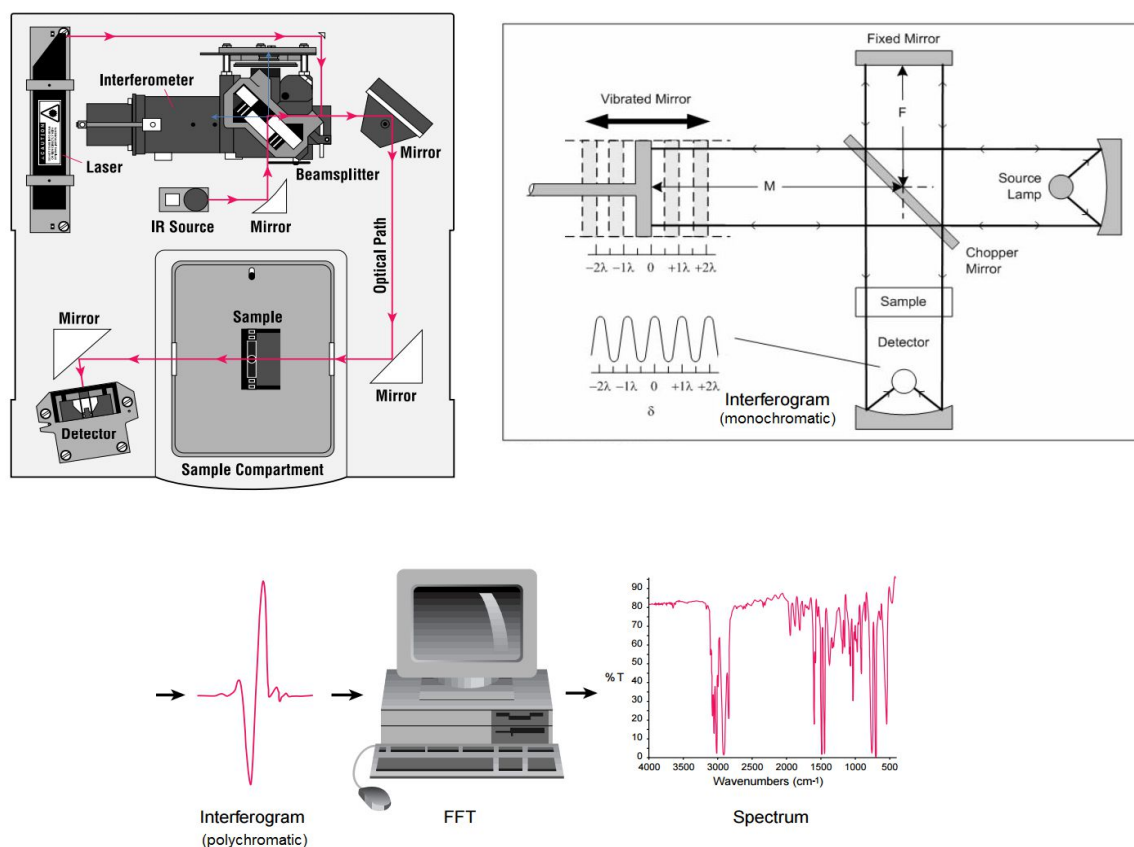 Interferometer
Laser
IR Source
Mirror
Beamsplitter
Mirror
Optical Path
Mirror
Sample
Mirror
Detector
Sample Compartment
Fixed Mirror
Vibrated Mirror
F
M
Source
Lamp
Chopper
Mirror
−2λ −1λ 0 +1λ +2λ
Sample
Detector
−2λ −1λ 0 +1λ +2λ
δ
Interferogram
(monochromatic)
90
80
70
60
50
% T
40
30
20
10
0
4000 3500 3000 2500 2000 1500 1000 500
Wavenumbers (cm-1)
Interferogram
(polychromatic)
FFT
Spectrum